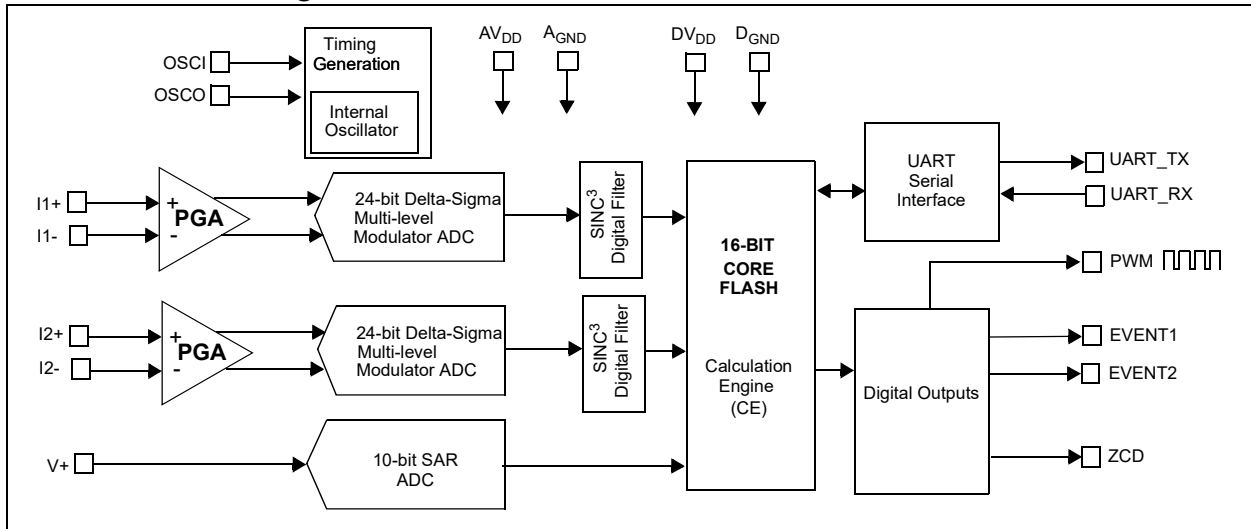 OSCI
OSCO
Timing
Generation
Internal
Oscillator
AVDD
AGND
DVDD
DGND
I1+
I1-
+
-
PGA
24-bit Delta-Sigma
Multi-level
Modulator ADC
SINC³
Digital Filter
I2+
I2-
+
-
PGA
24-bit Delta-Sigma
Multi-level
Modulator ADC
SINC³
Digital Filter
V+
10-bit SAR
ADC
16-BIT
CORE
FLASH
Calculation
Engine
(CE)
UART
Serial
Interface
UART_TX
UART_RX
Digital Outputs
PWM
EVENT1
EVENT2
ZCD